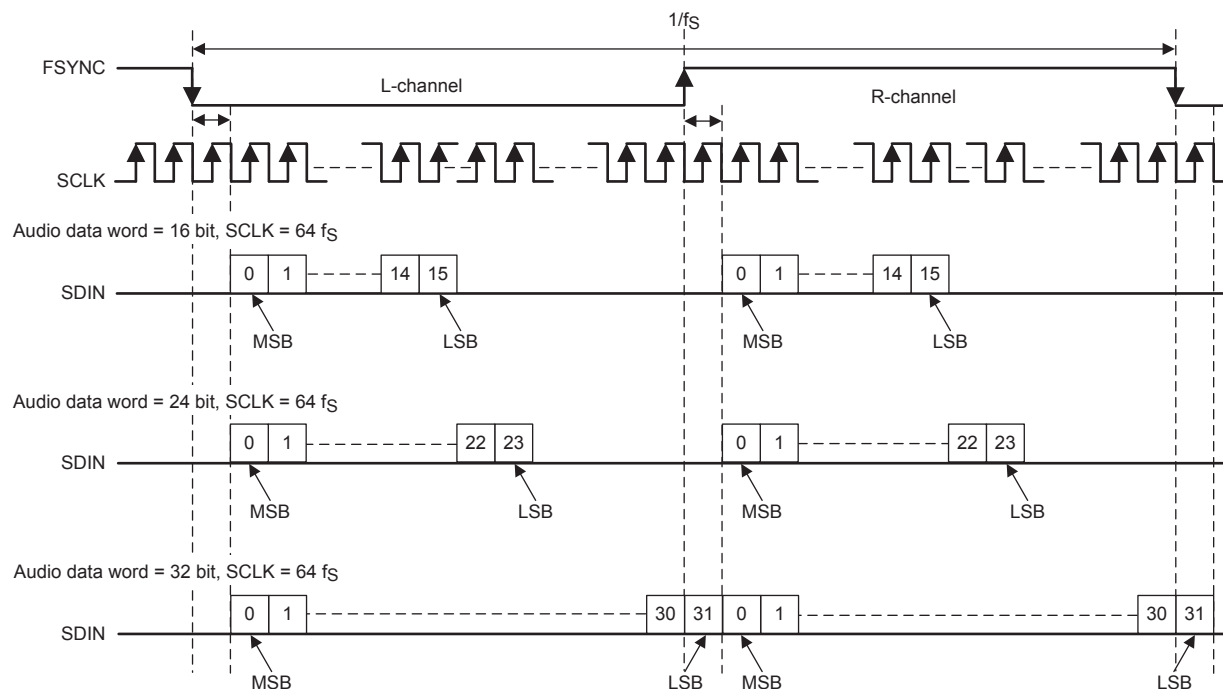 1/fS
FSYNC
L-channel
R-channel
SCLK
Audio data word = 16 bit, SCLK = 64 fS
0 1 14 15 0 1 14 15
SDIN
MSB LSB MSB LSB
Audio data word = 24 bit, SCLK = 64 fS
0 1 22 23 0 1 22 23
SDIN
MSB LSB MSB LSB
Audio data word = 32 bit, SCLK = 64 fS
0 1 30 31 0 1 30 31
SDIN
MSB LSB MSB LSB